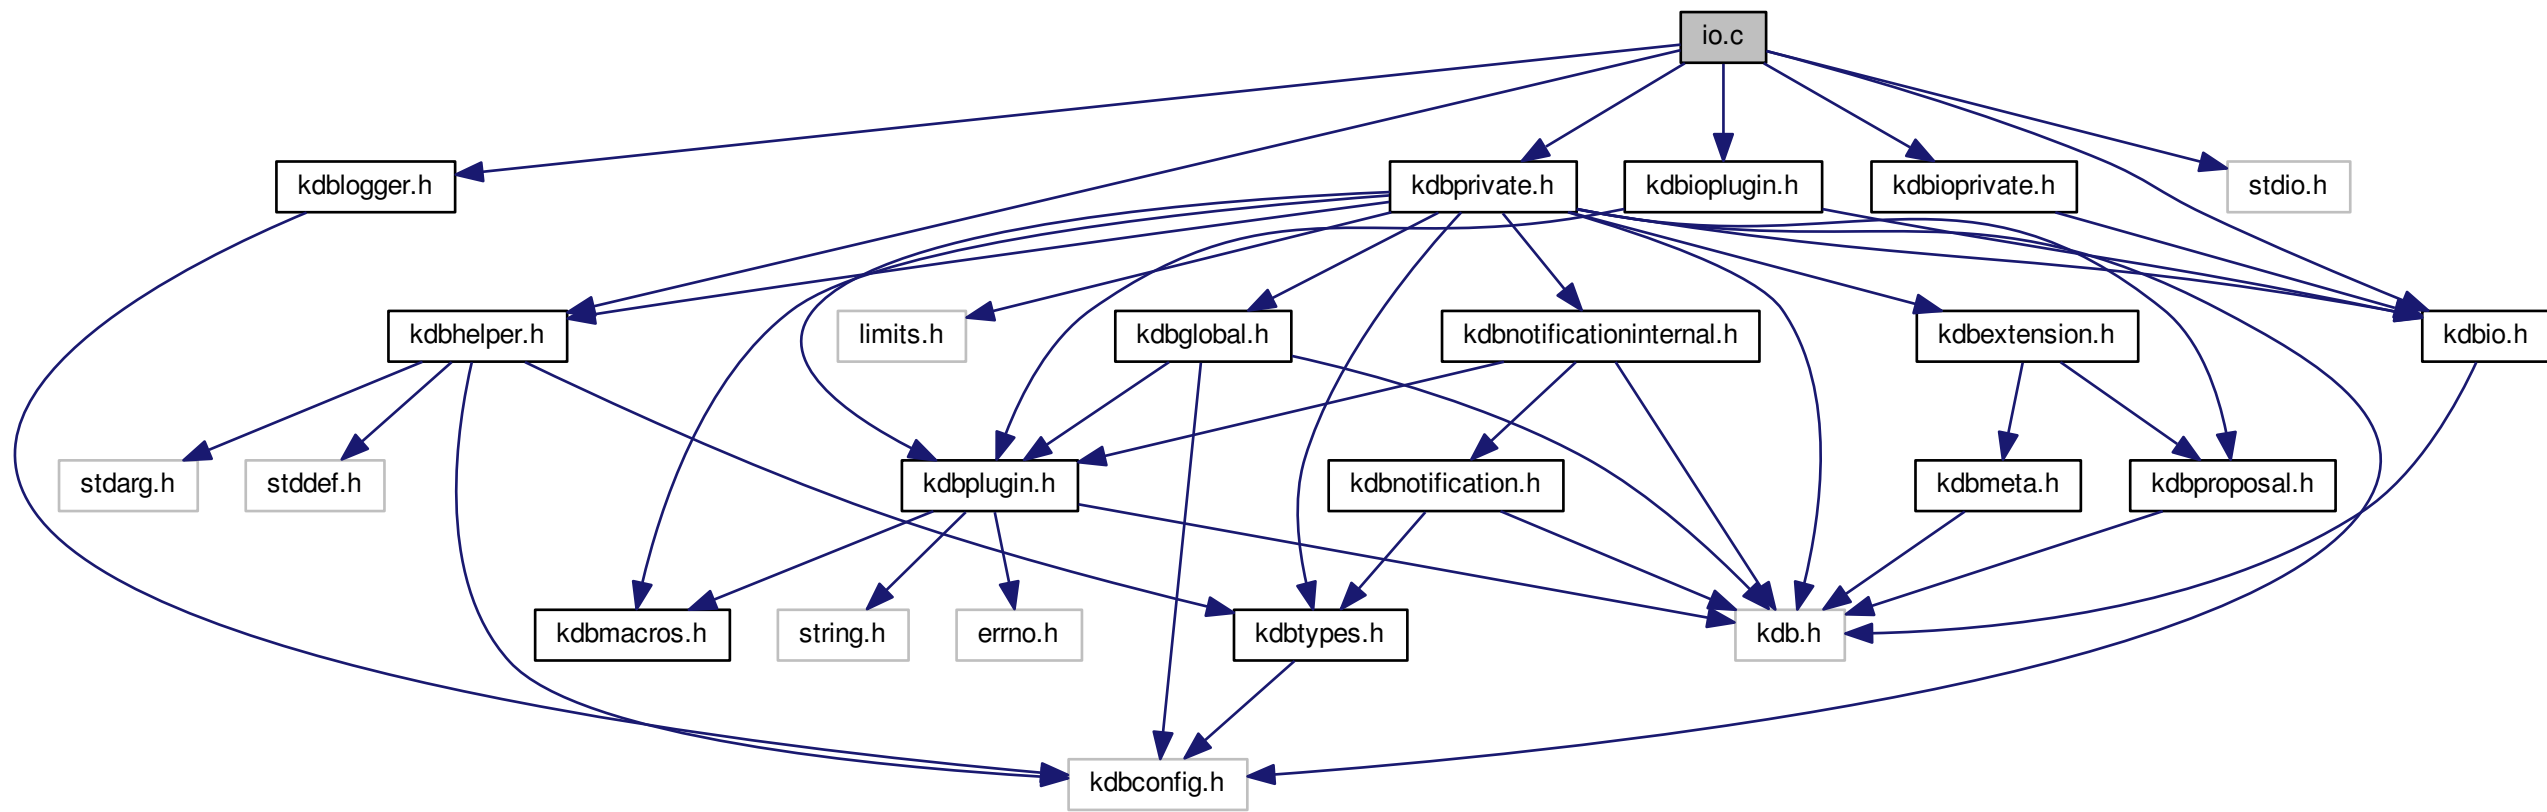 io.c
kdblogger.h
kdbprivate.h
kdbioplugin.h
kdbioprivate.h
stdio.h
kdbhelper.h
limits.h
kdbglobal.h
kdbnotificationinternal.h
kdbextension.h
kdbio.h
stdarg.h
stddef.h
kdbplugin.h
kdbnotification.h
kdbmeta.h
kdbproposal.h
kdbmacros.h
string.h
errno.h
kdbtypes.h
kdb.h
kdbconfig.h